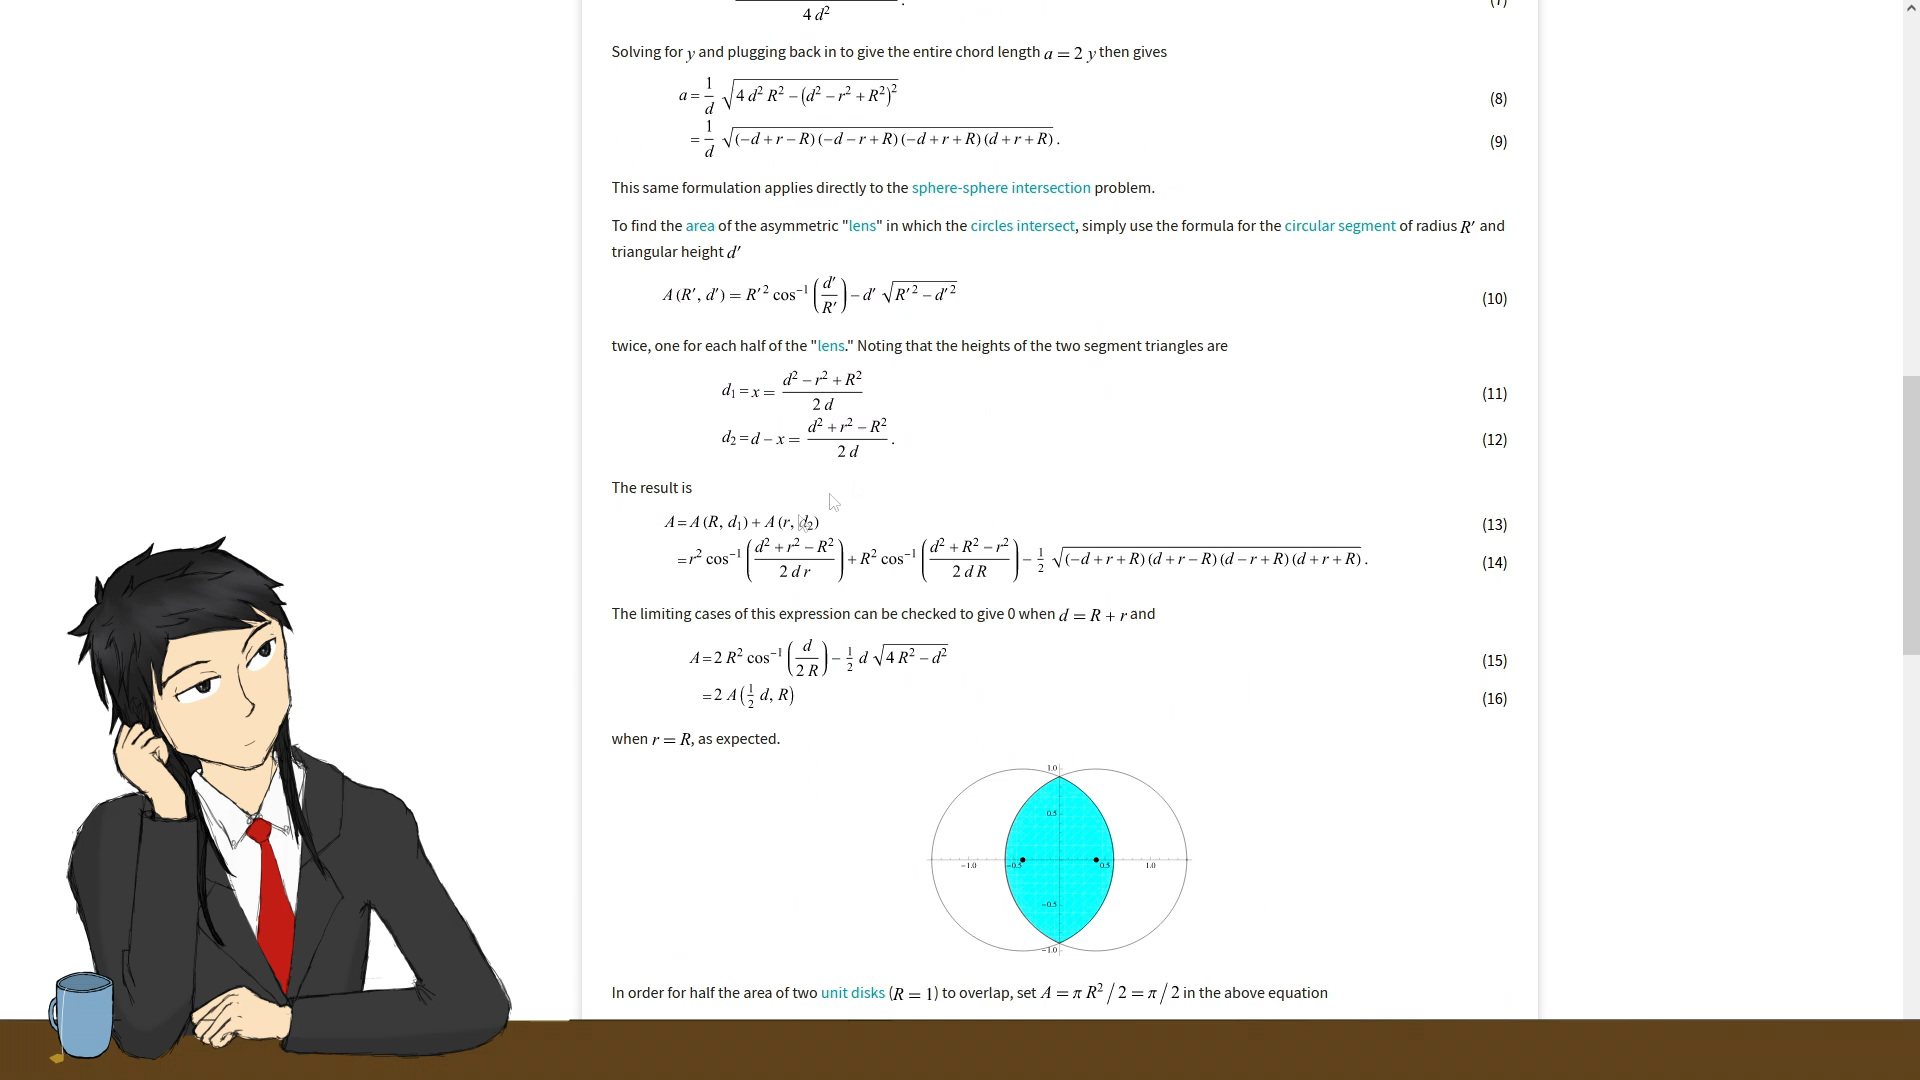 4 d² .
Solving for y and plugging back in to give the entire chord length a = 2 y then gives
a = 1/d √(4 d² R² − (d² − r² + R²)²) (8)
= 1/d √((−d + r − R) (−d − r + R) (−d + r + R) (d + r + R)) . (9)
This same formulation applies directly to the sphere-sphere intersection problem.
To find the area of the asymmetric "lens" in which the circles intersect, simply use the formula for the circular segment of radius R′ and
triangular height d′
A (R′, d′) = R′² cos⁻¹ (d′/R′) − d′ √(R′² − d′²) (10)
twice, one for each half of the "lens." Noting that the heights of the two segment triangles are
d₁ = x = (d² − r² + R²)/(2 d) (11)
d₂ = d − x = (d² + r² − R²)/(2 d) . (12)
The result is
A = A (R, d₁) + A (r, d₂) (13)
= r² cos⁻¹ ((d² + r² − R²)/(2 d r)) + R² cos⁻¹ ((d² + R² − r²)/(2 d R)) − 1/2 √((−d + r + R) (d + r − R) (d − r + R) (d + r + R)) . (14)
The limiting cases of this expression can be checked to give 0 when d = R + r and
A = 2 R² cos⁻¹ (d/(2 R)) − 1/2 d √(4 R² − d²) (15)
= 2 A (1/2 d, R) (16)
when r = R, as expected.
1.0
0.5
−1.0 −0.5 0.5 1.0
−0.5
−1.0
In order for half the area of two unit disks (R = 1) to overlap, set A = π R² / 2 = π / 2 in the above equation